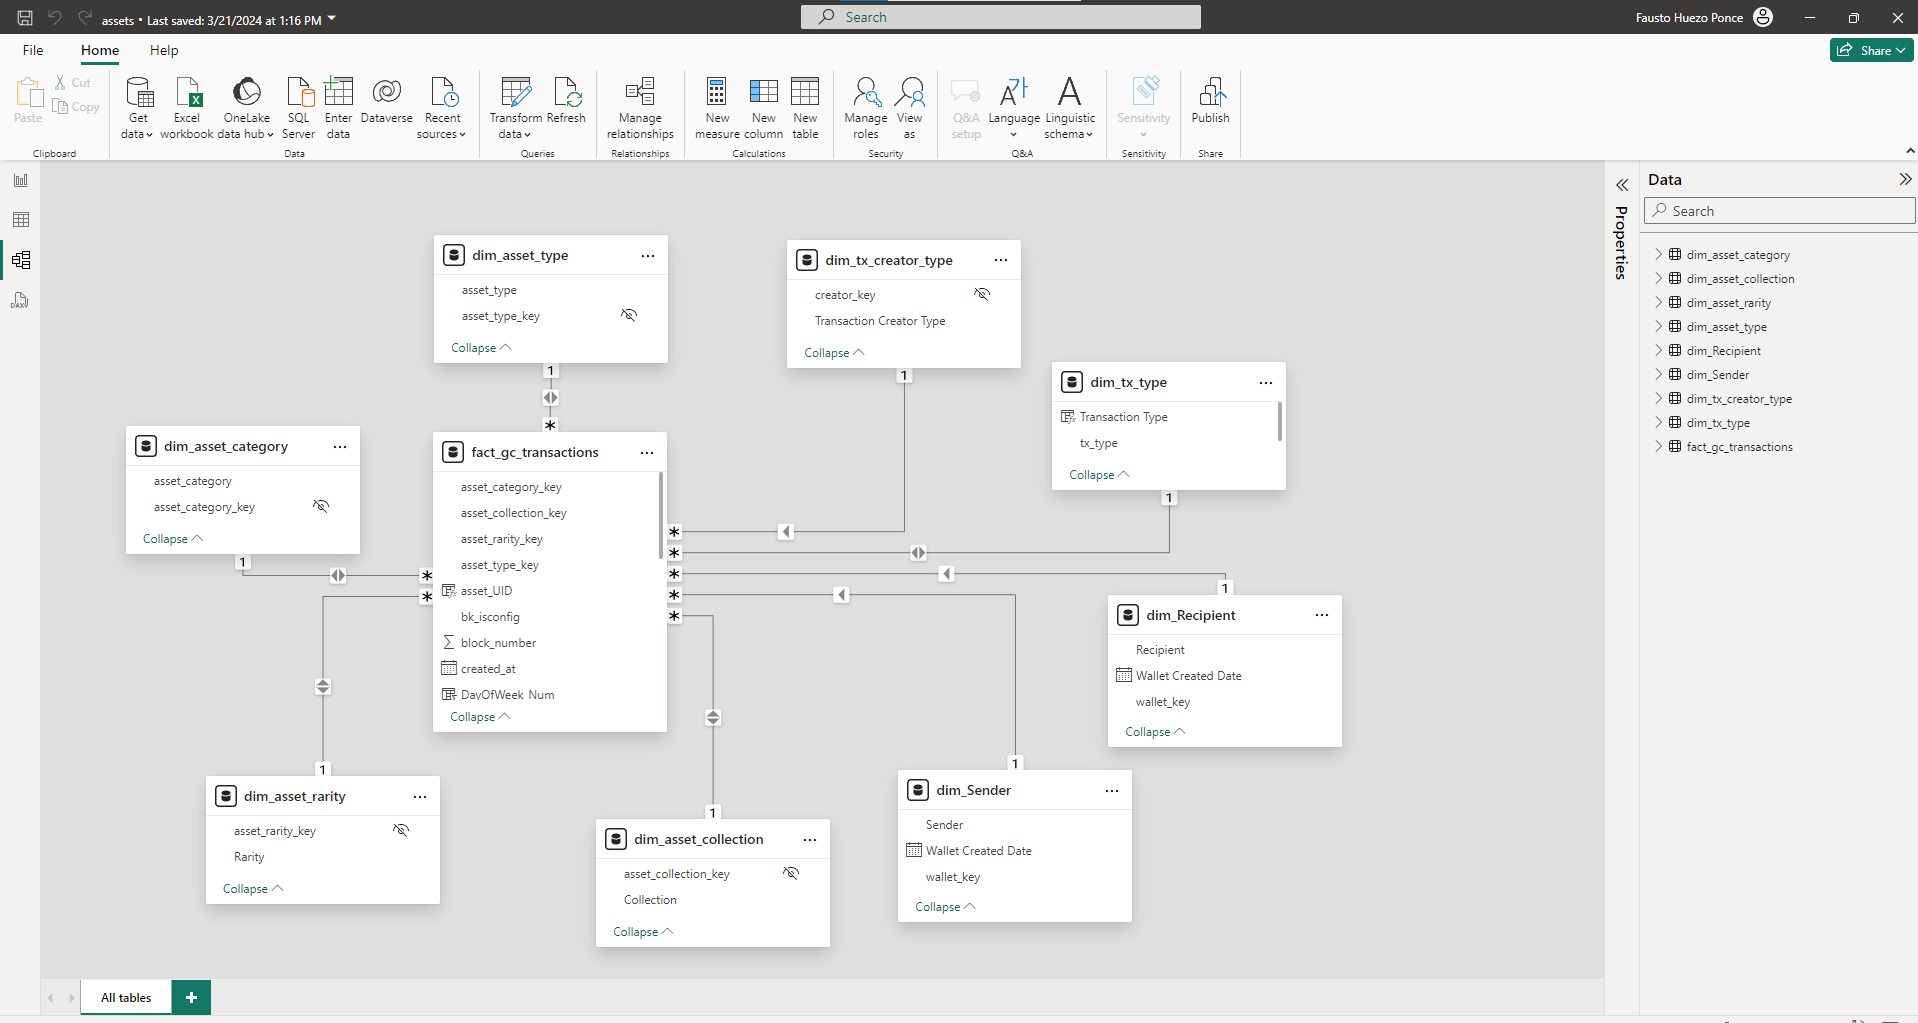 assets • Last saved: 3/21/2024 at 1:16 PM
Search
Fausto Huezo Ponce
File
Home
Help
Share
Paste
Cut
Copy
Get data
Excel workbook
OneLake data hub
SQL Server
Enter data
Dataverse
Recent sources
Transform data
Refresh
Manage relationships
New measure
New column
New table
Manage roles
View as
Q&A setup
Language
Linguistic schema
Sensitivity
Publish
Clipboard
Data
Queries
Relationships
Calculations
Security
Q&A
Sensitivity
Share
DAX
dim_asset_type
asset_type
asset_type_key
Collapse
1
*
dim_tx_creator_type
creator_key
Transaction Creator Type
Collapse
1
dim_tx_type
Transaction Type
tx_type
Collapse
1
dim_asset_category
asset_category
asset_category_key
Collapse
1
fact_gc_transactions
asset_category_key
asset_collection_key
asset_rarity_key
asset_type_key
asset_UID
bk_isconfig
block_number
created_at
DayOfWeek_Num
Collapse
*
*
*
*
*
*
*
dim_Recipient
Recipient
Wallet Created Date
wallet_key
Collapse
1
dim_asset_rarity
asset_rarity_key
Rarity
Collapse
1
dim_asset_collection
asset_collection_key
Collection
Collapse
1
dim_Sender
Sender
Wallet Created Date
wallet_key
Collapse
1
Properties
Data
Search
dim_asset_category
dim_asset_collection
dim_asset_rarity
dim_asset_type
dim_Recipient
dim_Sender
dim_tx_creator_type
dim_tx_type
fact_gc_transactions
All tables
+